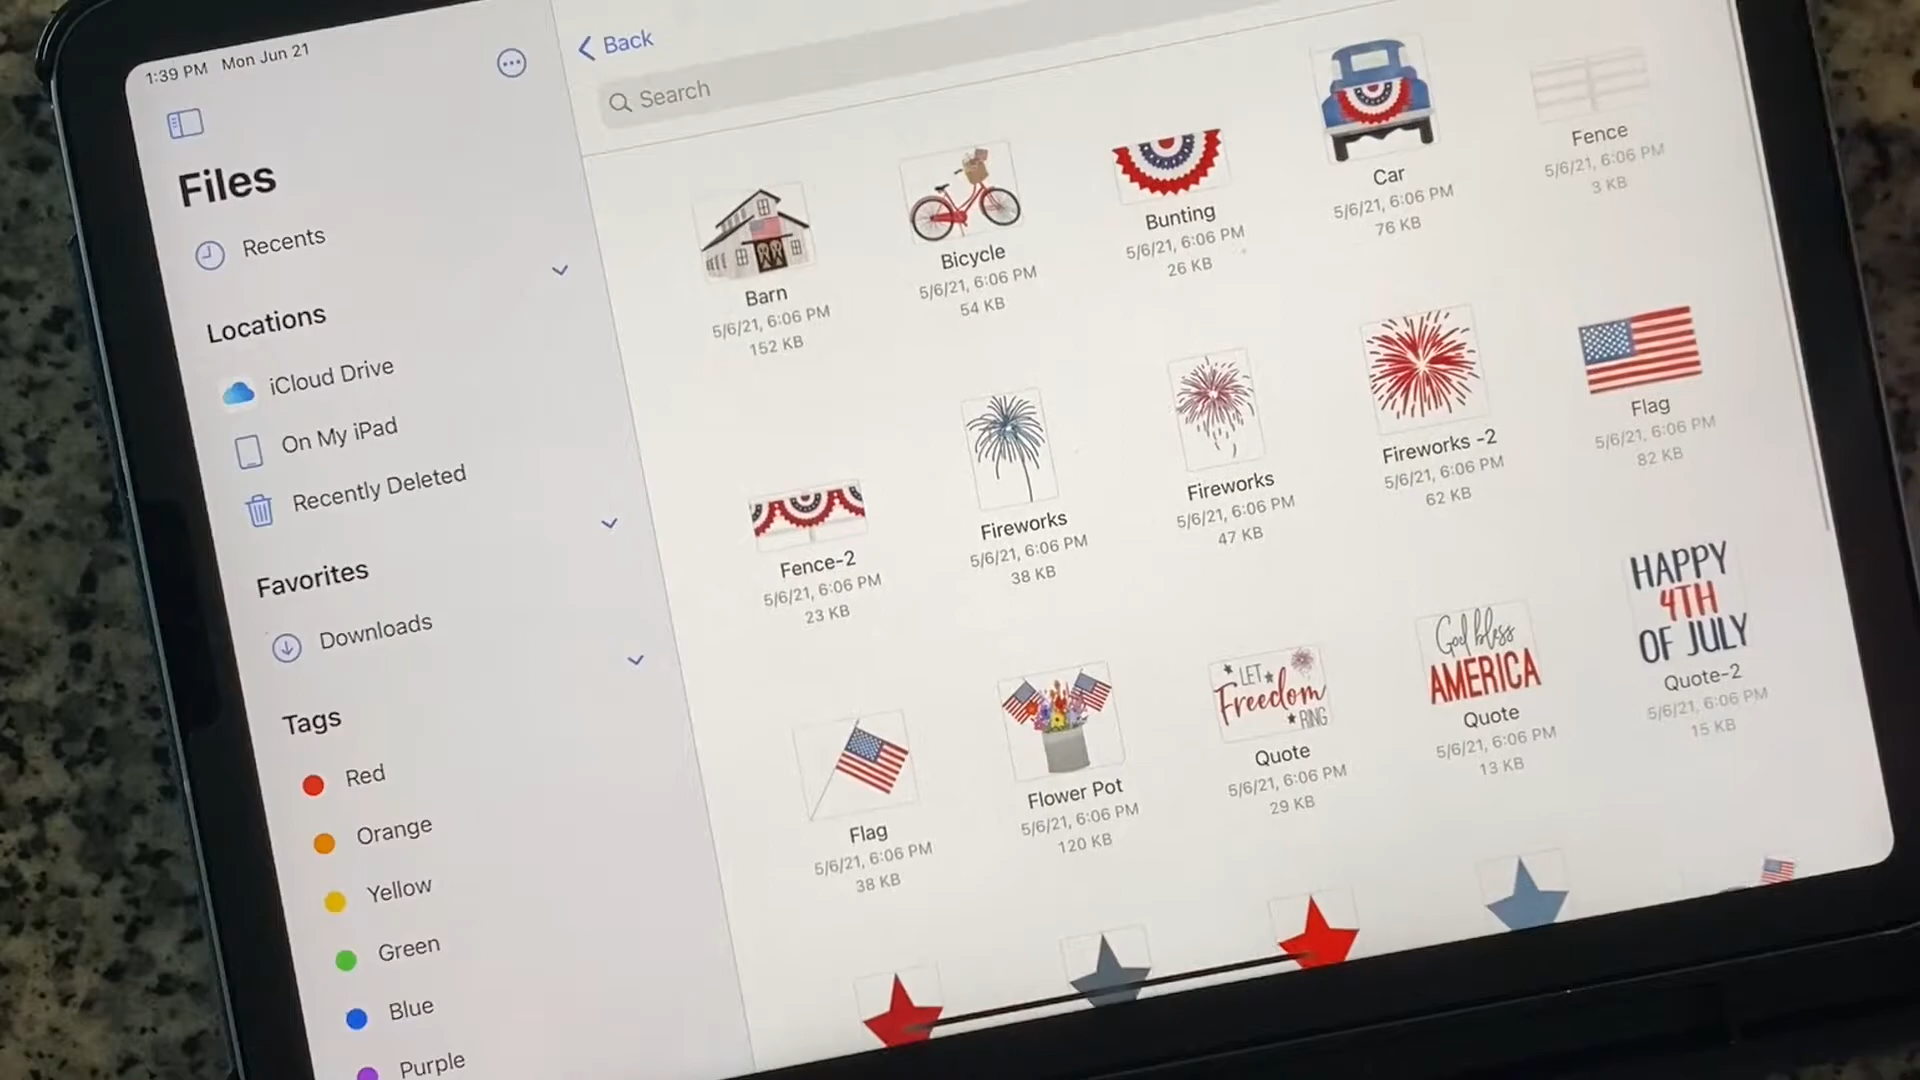 1:39 PM Mon Jun 21
Files
Recents
Locations
iCloud Drive
On My iPad
Recently Deleted
Favorites
Downloads
Tags
Red
Orange
Yellow
Green
Blue
Purple
Back
Search
Barn
5/6/21, 6:06 PM
152 KB
Bicycle
5/6/21, 6:06 PM
54 KB
Bunting
5/6/21, 6:06 PM
26 KB
Car
5/6/21, 6:06 PM
76 KB
Fence
5/6/21, 6:06 PM
3 KB
Fence-2
5/6/21, 6:06 PM
23 KB
Fireworks
5/6/21, 6:06 PM
38 KB
Fireworks
5/6/21, 6:06 PM
47 KB
Fireworks -2
5/6/21, 6:06 PM
62 KB
Flag
5/6/21, 6:06 PM
82 KB
Flag
5/6/21, 6:06 PM
38 KB
Flower Pot
5/6/21, 6:06 PM
120 KB
LET
Freedom
RING
Quote
5/6/21, 6:06 PM
29 KB
God bless
AMERICA
Quote
5/6/21, 6:06 PM
13 KB
HAPPY
4TH
OF JULY
Quote-2
5/6/21, 6:06 PM
15 KB